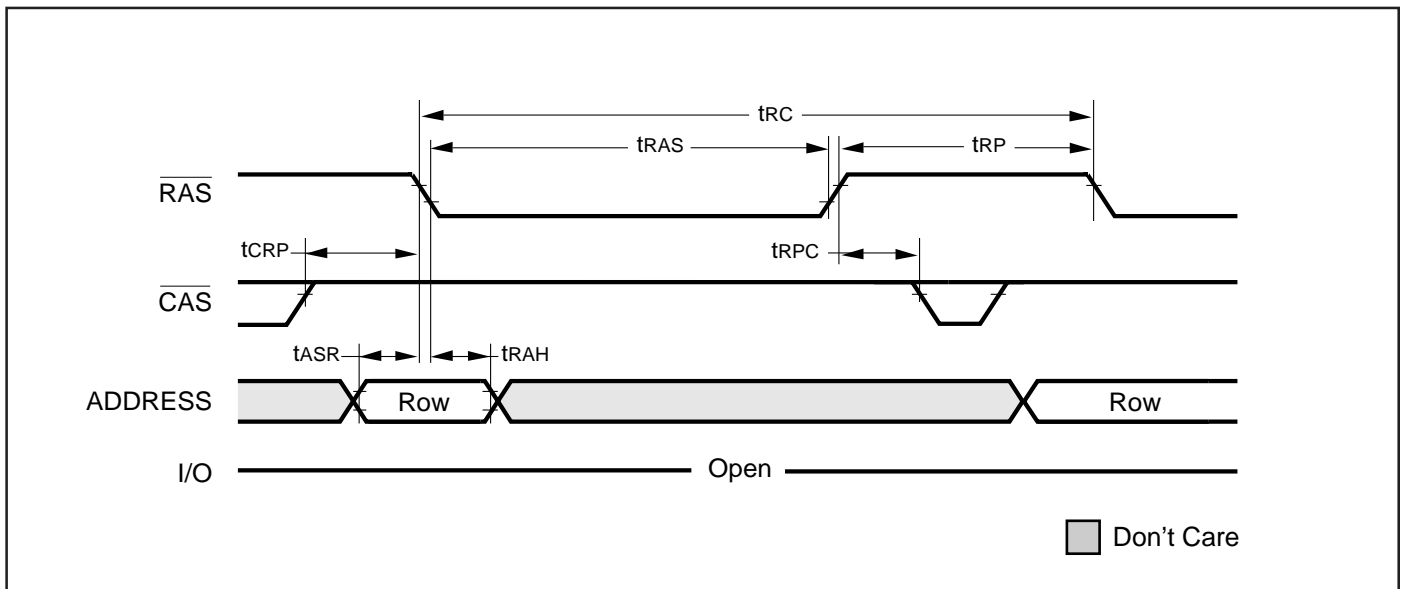 tRC
tRAS
tRP
RAS
tCRP
tRPC
CAS
tASR
tRAH
ADDRESS
Row
Row
I/O
Open
Don't Care